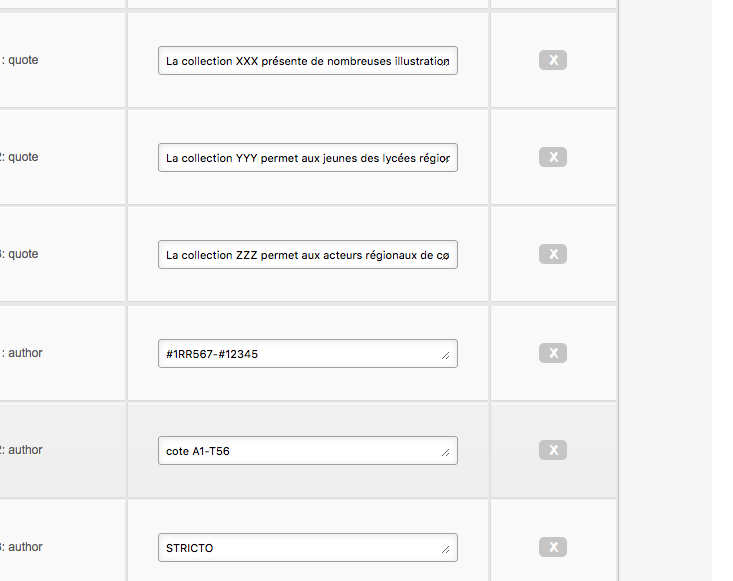 : quote
La collection XXX présente de nombreuses illustration
X
2: quote
La collection YYY permet aux jeunes des lycées région
X
3: quote
La collection ZZZ permet aux acteurs régionaux de co
X
: author
#1RR567-#12345
X
2: author
cote A1-T56
X
3: author
STRICTO
X